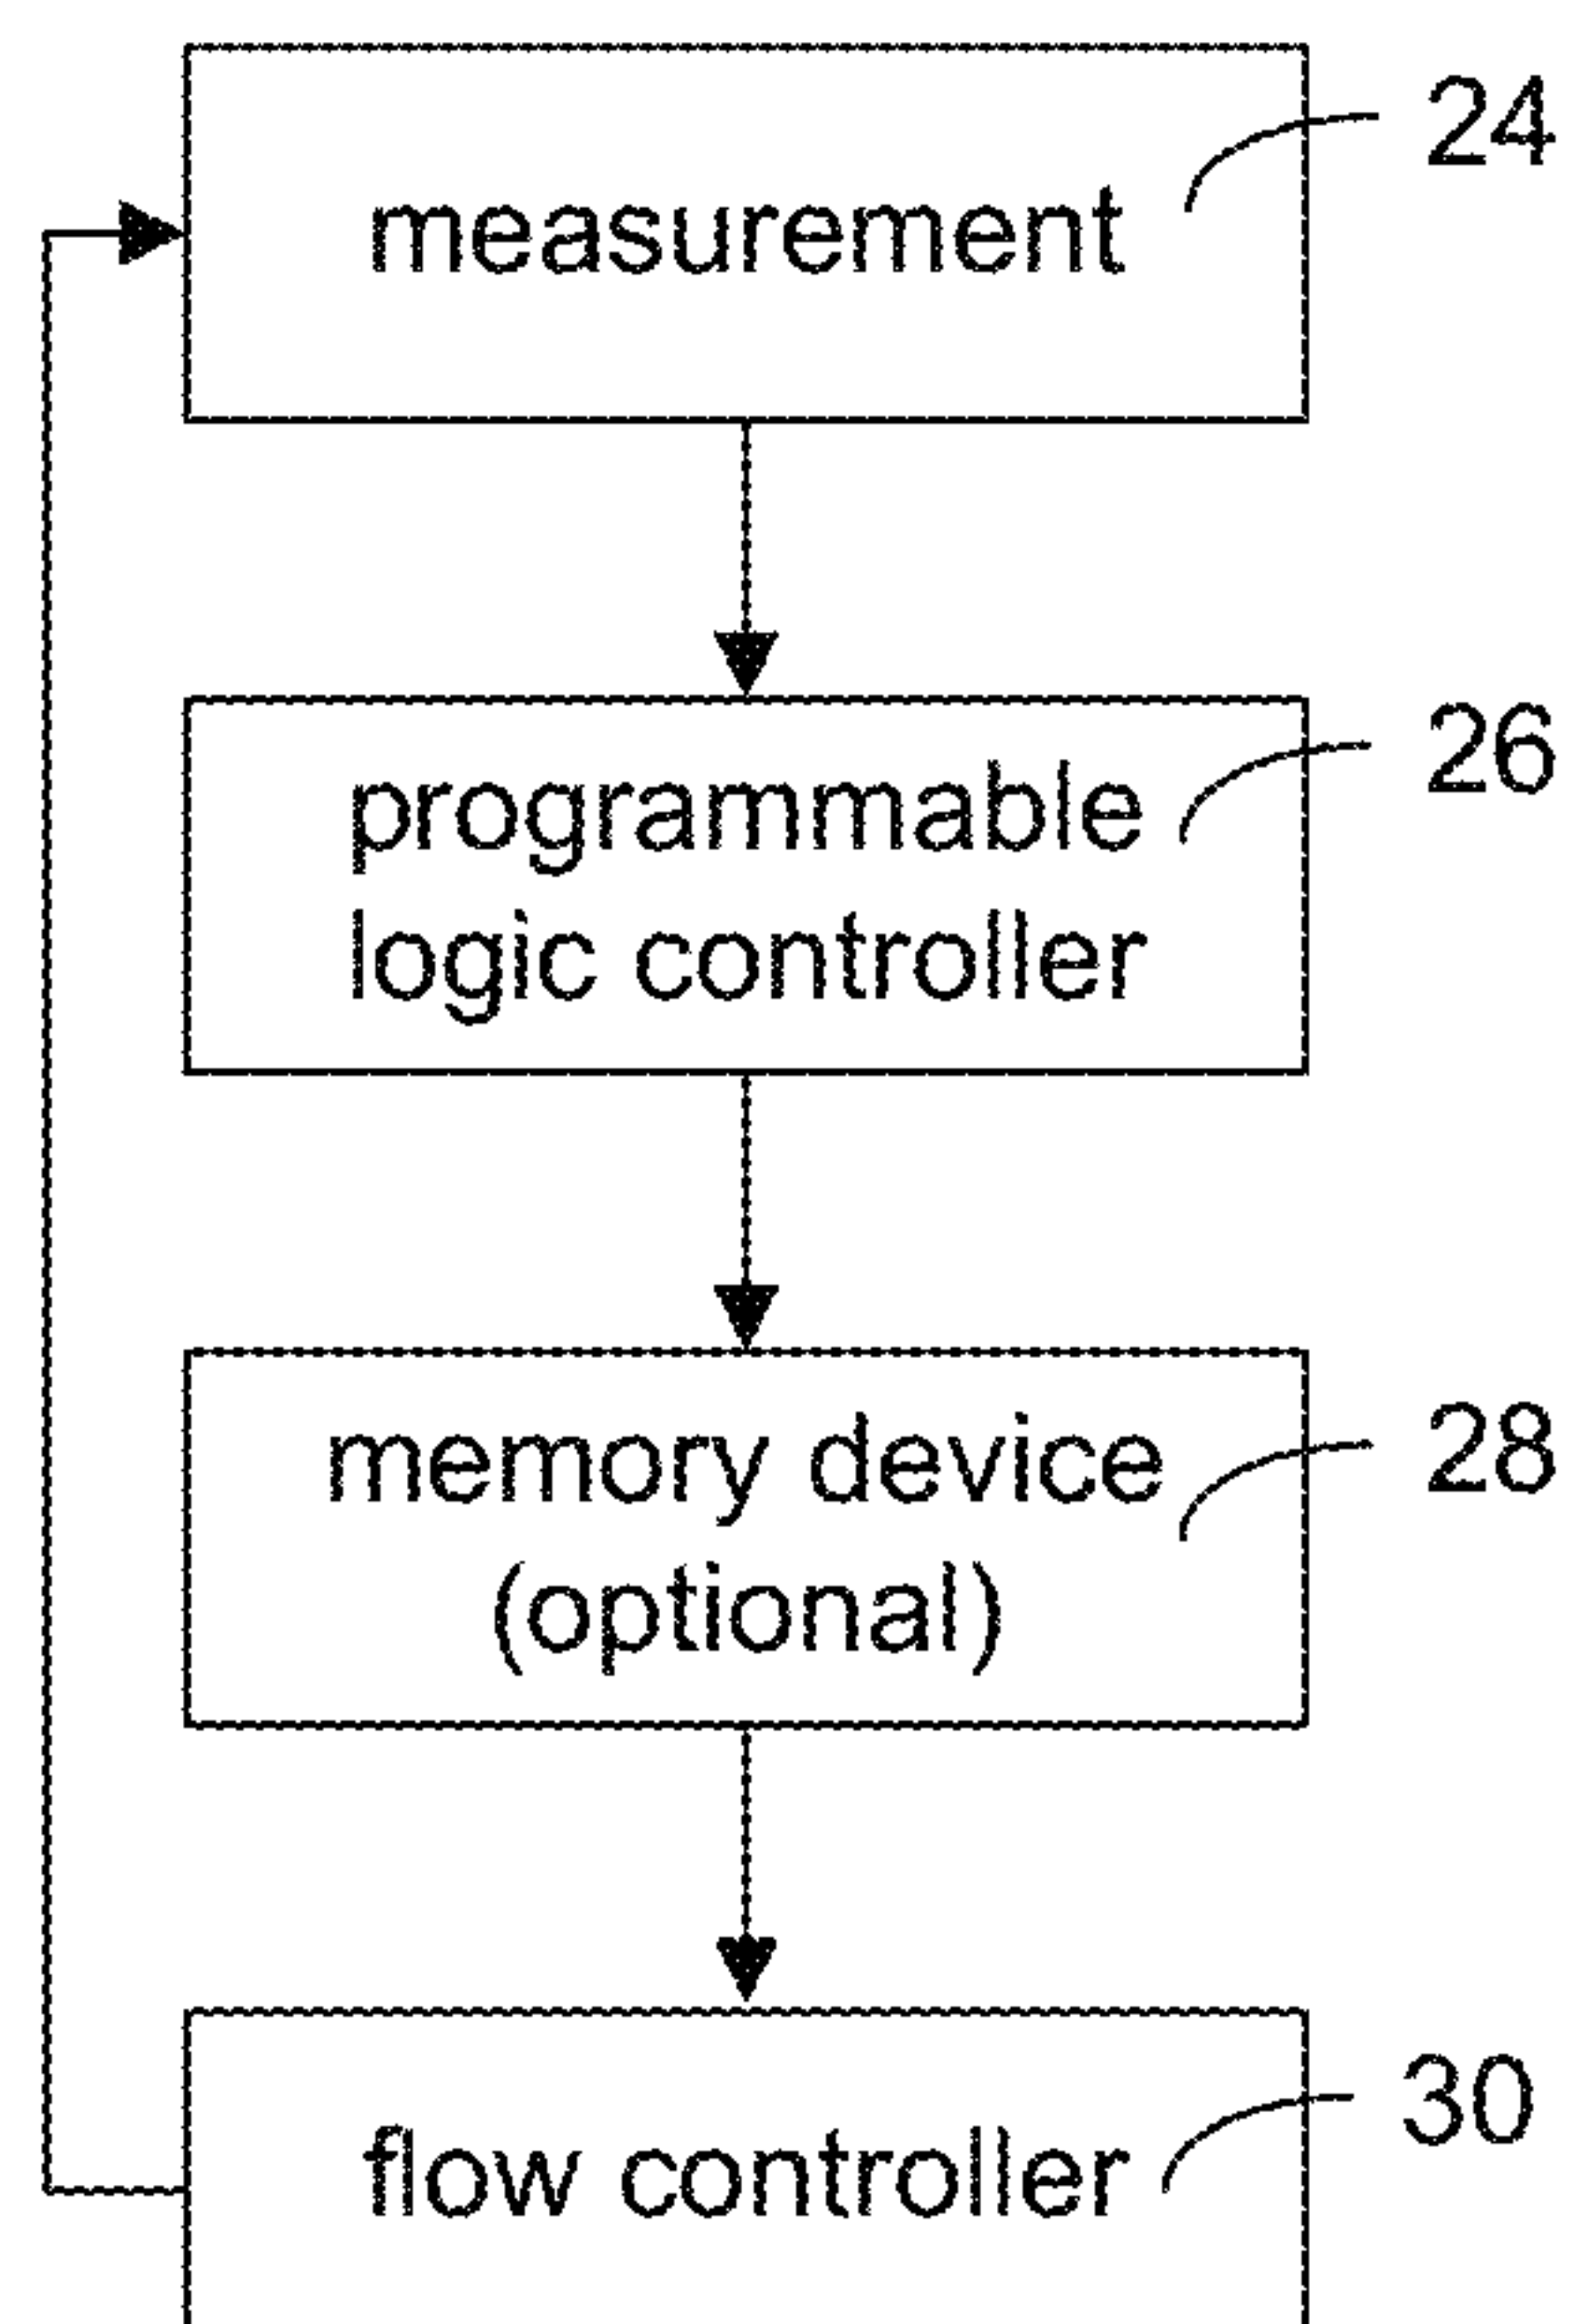 measurement
24
programmable
logic controller
26
memory device
(optional)
28
flow controller
30